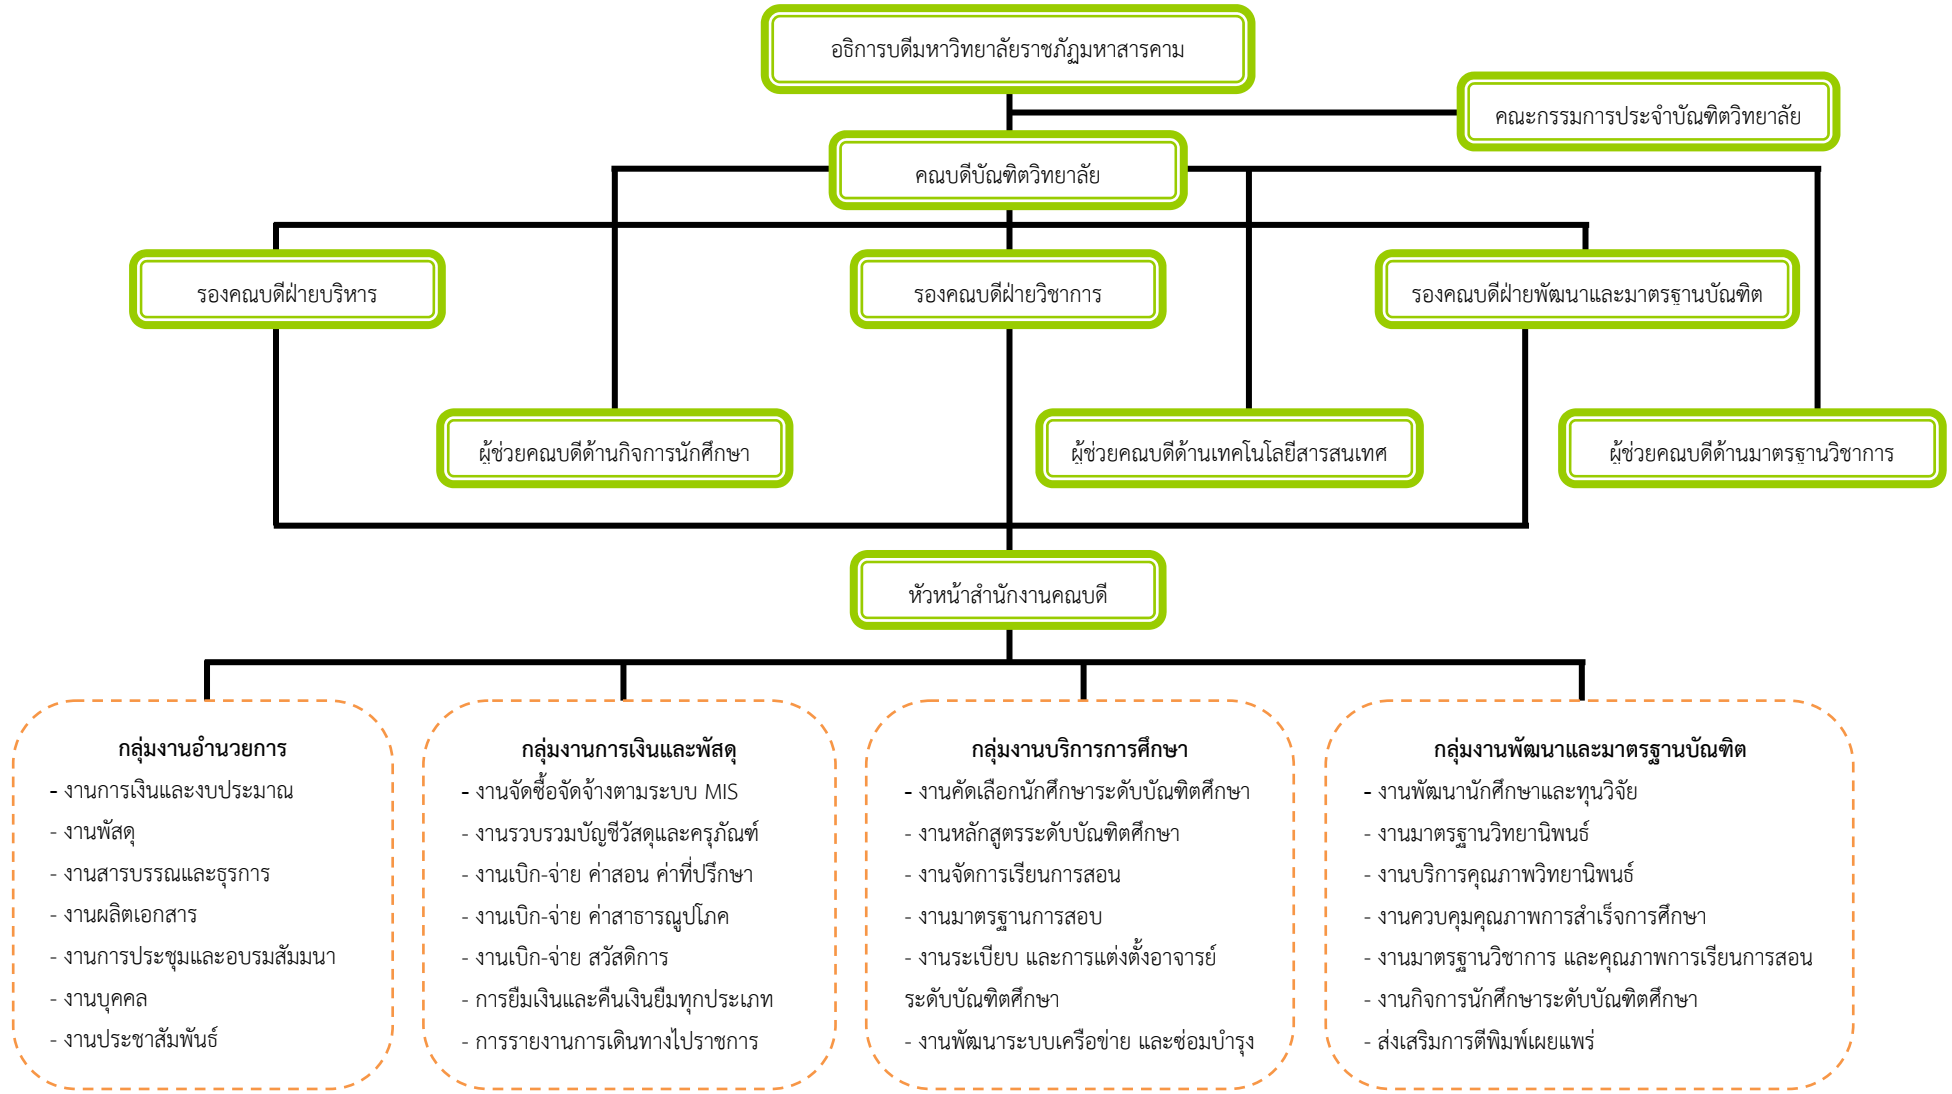 อธิการบดีมหาวิทยาลัยราชภัฏมหาสารคาม
คณะกรรมการประจำบัณฑิตวิทยาลัย
คณบดีบัณฑิตวิทยาลัย
รองคณบดีฝ่ายบริหาร
รองคณบดีฝ่ายวิชาการ
รองคณบดีฝ่ายพัฒนาและมาตรฐานบัณฑิต
ผู้ช่วยคณบดีด้านกิจการนักศึกษา
ผู้ช่วยคณบดีด้านเทคโนโลยีสารสนเทศ
ผู้ช่วยคณบดีด้านมาตรฐานวิชาการ
หัวหน้าสำนักงานคณบดี
กลุ่มงานอำนวยการ
- งานการเงินและงบประมาณ
- งานพัสดุ
- งานสารบรรณและธุรการ
- งานผลิตเอกสาร
- งานการประชุมและอบรมสัมมนา
- งานบุคคล
- งานประชาสัมพันธ์
กลุ่มงานการเงินและพัสดุ
- งานจัดซื้อจัดจ้างตามระบบ MIS
- งานรวบรวมบัญชีวัสดุและครุภัณฑ์
- งานเบิก-จ่าย ค่าสอน ค่าที่ปรึกษา
- งานเบิก-จ่าย ค่าสาธารณูปโภค
- งานเบิก-จ่าย สวัสดิการ
- การยืมเงินและคืนเงินยืมทุกประเภท
- การรายงานการเดินทางไปราชการ
กลุ่มงานบริการการศึกษา
- งานคัดเลือกนักศึกษาระดับบัณฑิตศึกษา
- งานหลักสูตรระดับบัณฑิตศึกษา
- งานจัดการเรียนการสอน
- งานมาตรฐานการสอบ
- งานระเบียบ และการแต่งตั้งอาจารย์
ระดับบัณฑิตศึกษา
- งานพัฒนาระบบเครือข่าย และซ่อมบำรุง
กลุ่มงานพัฒนาและมาตรฐานบัณฑิต
- งานพัฒนานักศึกษาและทุนวิจัย
- งานมาตรฐานวิทยานิพนธ์
- งานบริการคุณภาพวิทยานิพนธ์
- งานควบคุมคุณภาพการสำเร็จการศึกษา
- งานมาตรฐานวิชาการ และคุณภาพการเรียนการสอน
- งานกิจการนักศึกษาระดับบัณฑิตศึกษา
- ส่งเสริมการตีพิมพ์เผยแพร่